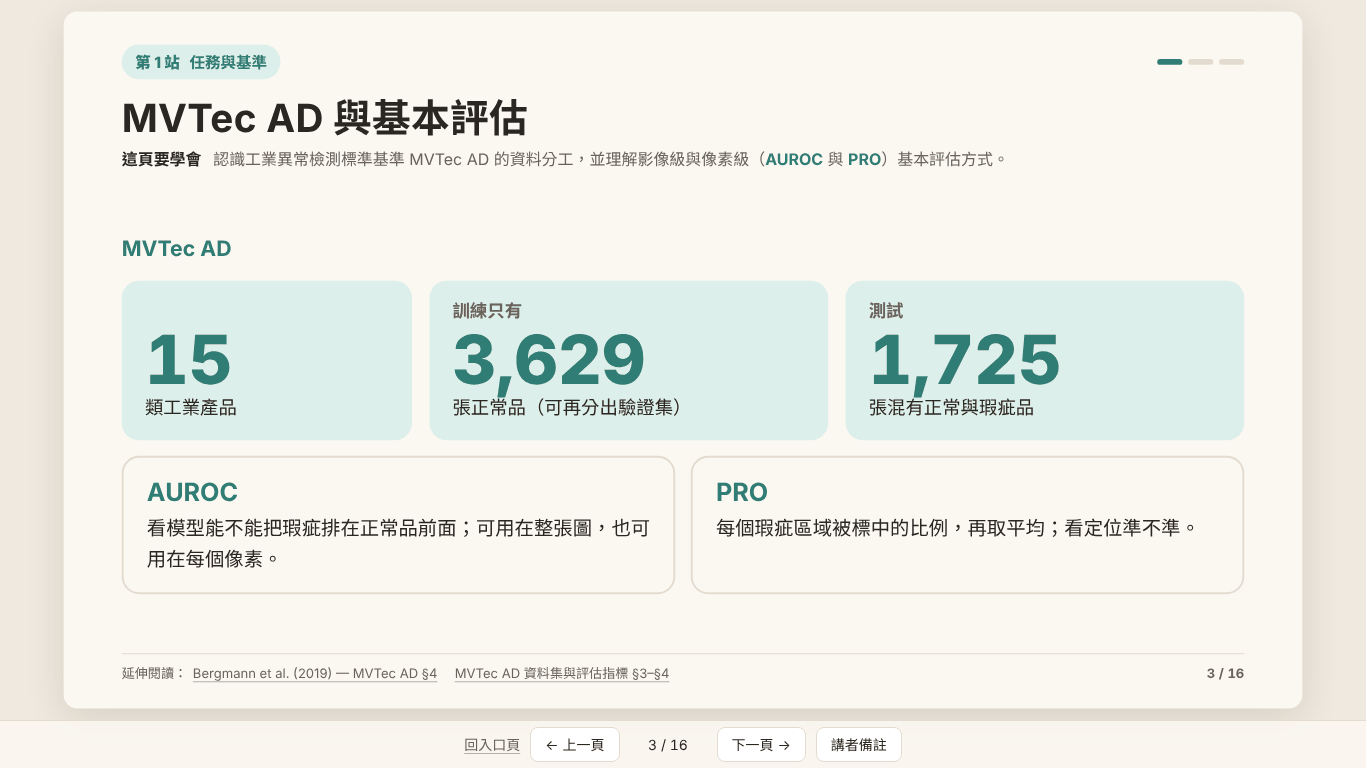 第 1 站 任務與基準
MVTec AD 與基本評估
這頁要學會 認識工業異常檢測標準基準 MVTec AD 的資料分工，並理解影像級與像素級（AUROC 與 PRO）基本評估方式。
MVTec AD
15
類工業產品
訓練只有
3,629
張正常品（可再分出驗證集）
測試
1,725
張混有正常與瑕疵品
AUROC
看模型能不能把瑕疵排在正常品前面；可用在整張圖，也可
用在每個像素。
PRO
每個瑕疵區域被標中的比例，再取平均；看定位準不準。
延伸閱讀： Bergmann et al. (2019) — MVTec AD §4 MVTec AD 資料集與評估指標 §3–§4
3 / 16
回入口頁 ← 上一頁 3 / 16 下一頁 → 講者備註